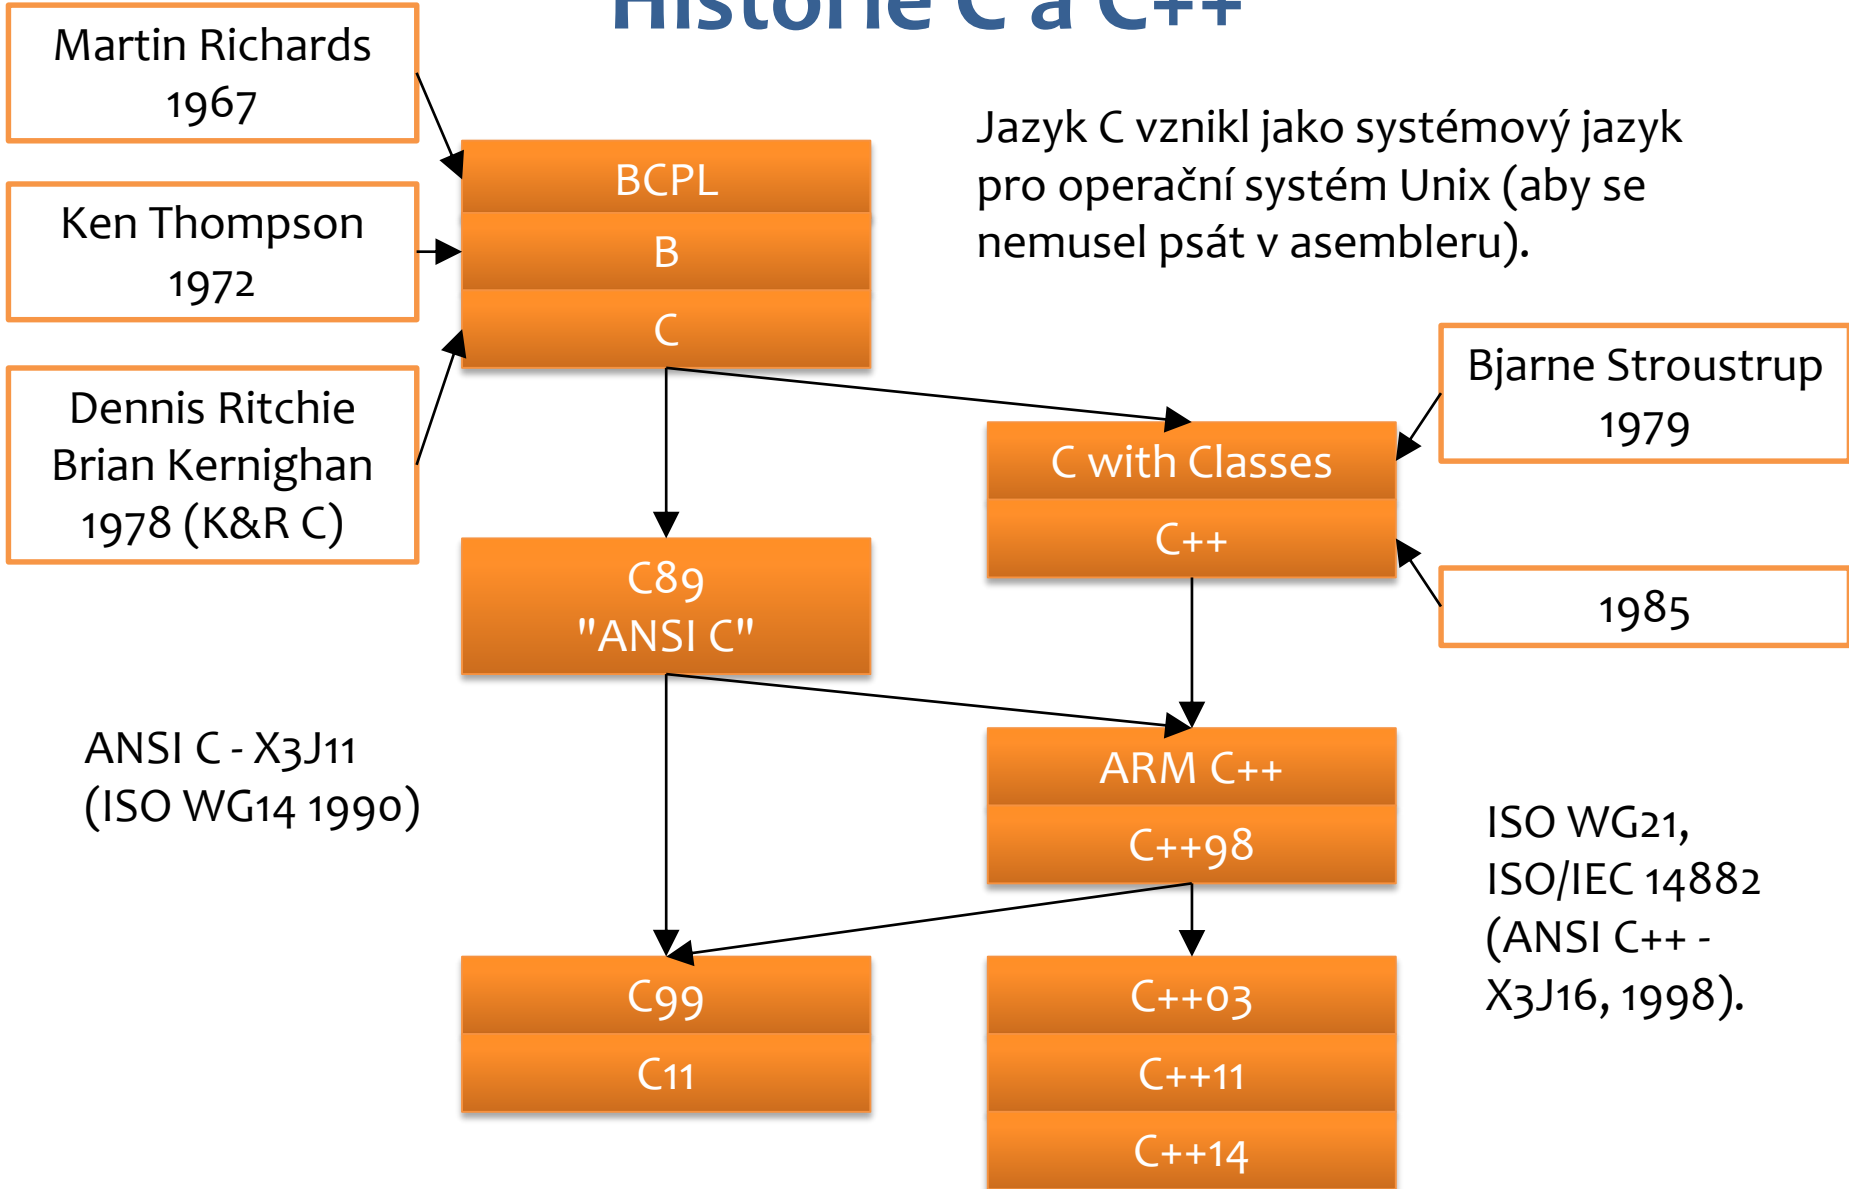 Historie C a C++
Martin Richards
1967
Jazyk C vznikl jako systémový jazyk
pro operační systém Unix (aby se
nemusel psát v asembleru).
BCPL
Ken Thompson
1972
B
C
Dennis Ritchie
Brian Kernighan
1978 (K&R C)
Bjarne Stroustrup
1979
C with Classes
C++
1985
C89
"ANSI C"
ANSI C - X3J11
(ISO WG14 1990)
ARM C++
C++98
ISO WG21,
ISO/IEC 14882
(ANSI C++ -
X3J16, 1998).
C99
C11
C++03
C++11
C++14